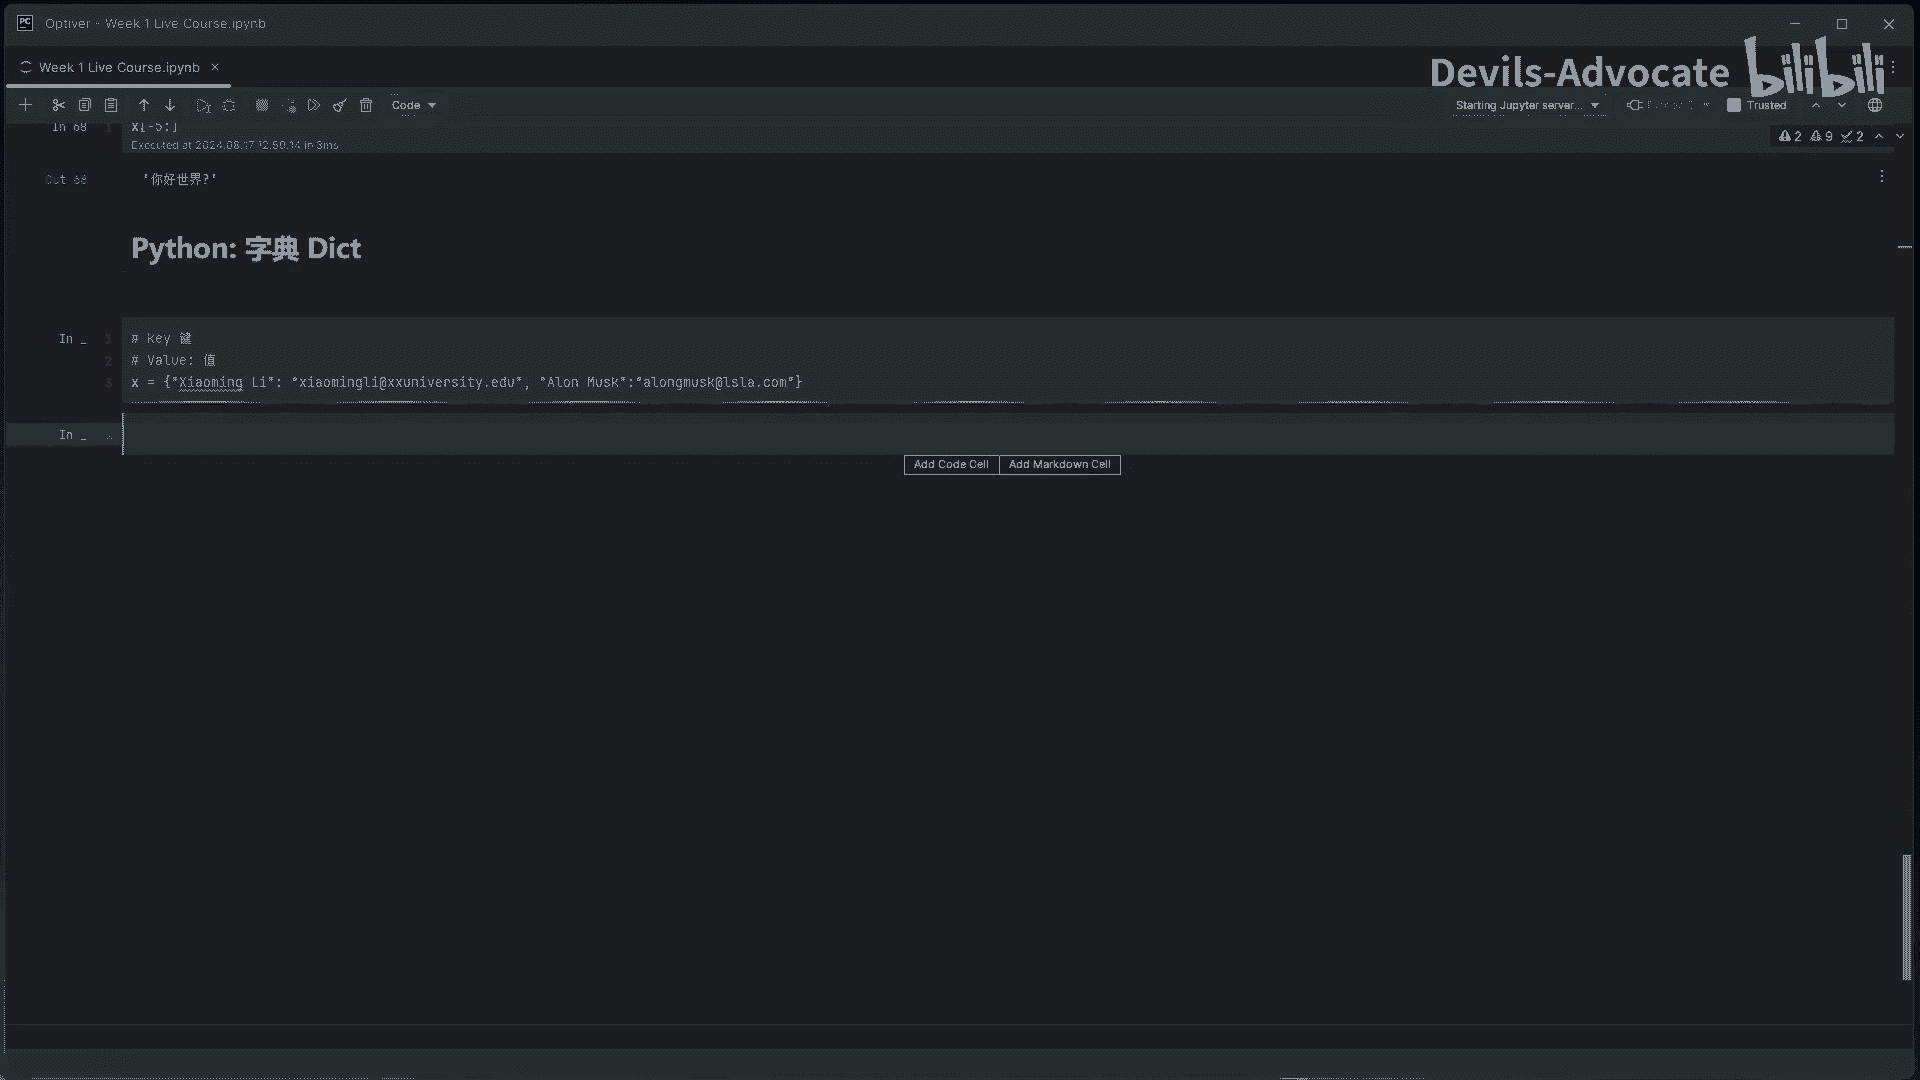 Optiver - Week 1 Live Course.ipynb
Week 1 Live Course.ipynb
Devils-Advocate bilibili
Code
Starting Jupyter server...
Trusted
In 68 1 x[-5:]
Executed at 2024.08.17 12:50:14 in 3ms
2 9 2
Out 68 '你好世界?'
Python: 字典 Dict
In _ 1 # key 键
2 # Value: 值
3 x = {"Xiaoming Li": "xiaomingli@xxuniversity.edu", "Alon Musk":"alongmusk@lsla.com"}
In _
Add Code Cell Add Markdown Cell